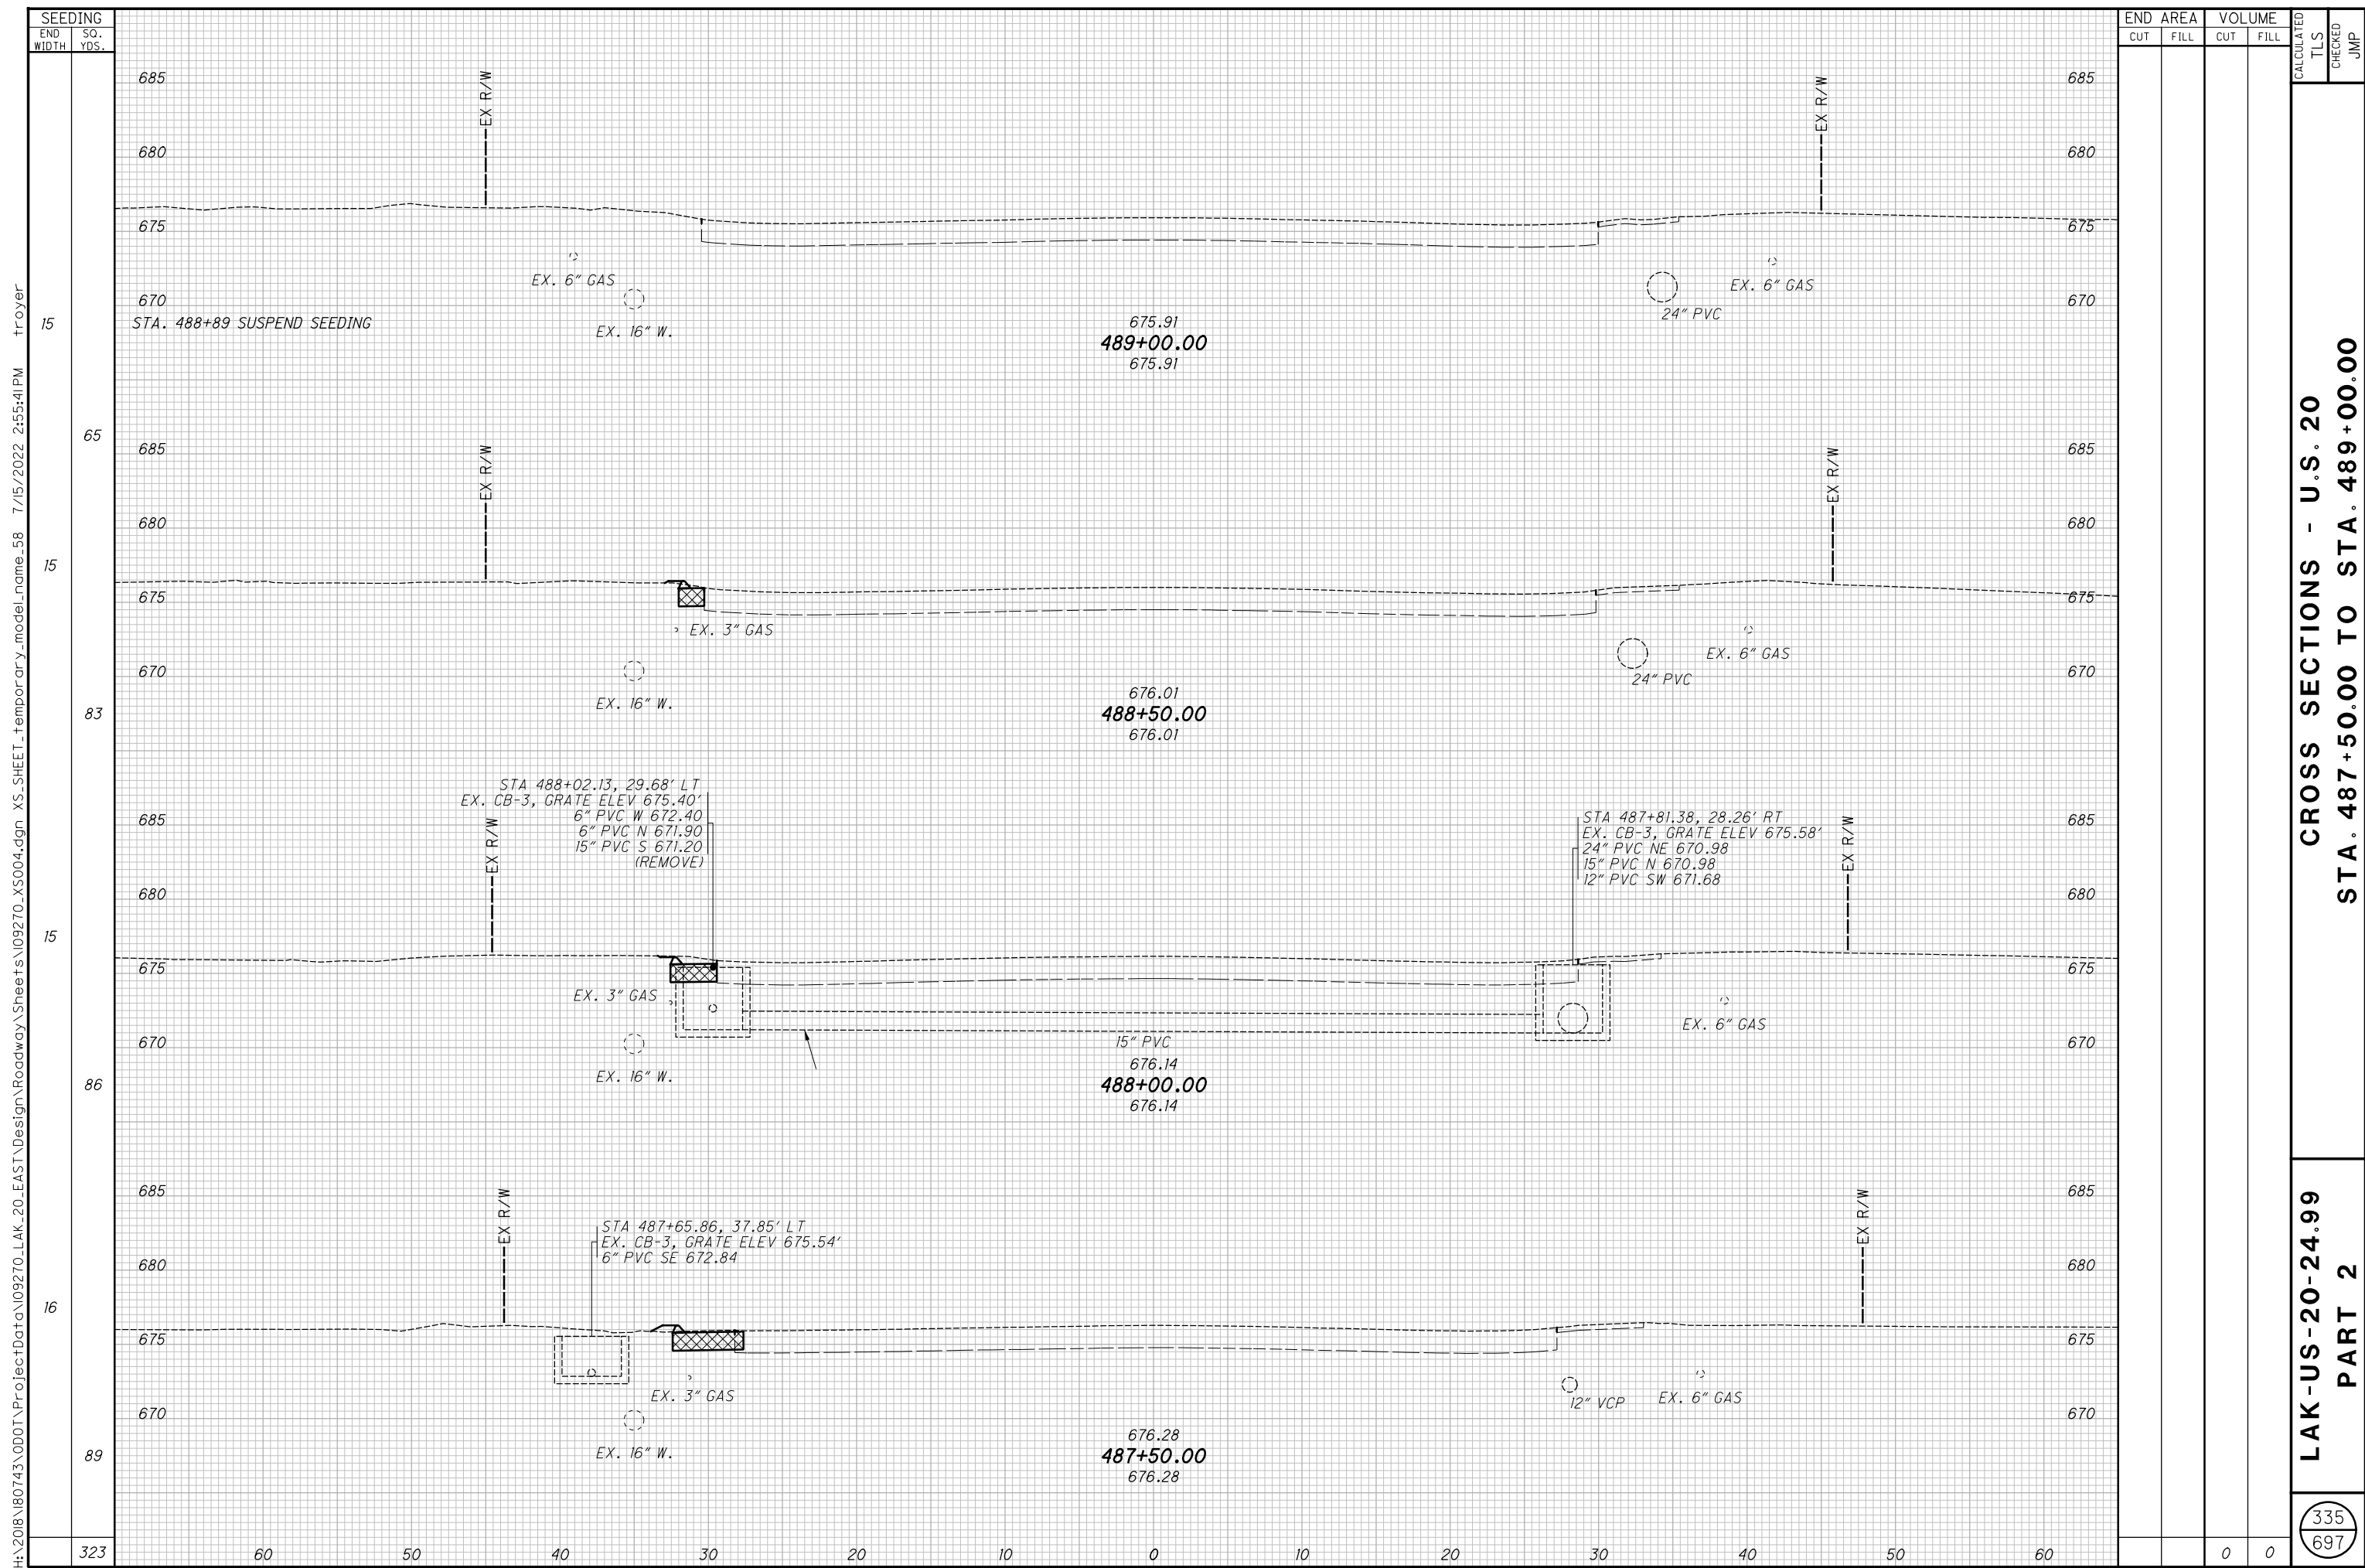 SEEDING
END WIDTH
SQ. YDS.
END AREA
VOLUME
CUT
FILL
CUT
FILL
CALCULATED
TLS
CHECKED
JMP
685
EX R/W
EX R/W
685
680
680
675
675
EX. 6" GAS
EX. 6" GAS
670
670
24" PVC
15
STA. 488+89 SUSPEND SEEDING
EX. 16" W.
675.91
489+00.00
675.91
65
685
EX R/W
EX R/W
685
680
680
15
675
675
EX. 3" GAS
EX. 6" GAS
670
670
24" PVC
EX. 16" W.
676.01
83
488+50.00
676.01
STA 488+02.13, 29.68' LT
EX. CB-3, GRATE ELEV 675.40'
6" PVC W 672.40
6" PVC N 671.90
15" PVC S 671.20
(REMOVE)
STA 487+81.38, 28.26' RT
EX. CB-3, GRATE ELEV 675.58'
24" PVC NE 670.98
15" PVC N 670.98
12" PVC SW 671.68
685
EX R/W
EX R/W
685
680
680
15
675
675
EX. 3" GAS
EX. 6" GAS
670
15" PVC
670
EX. 16" W.
676.14
86
488+00.00
676.14
685
EX R/W
EX R/W
685
STA 487+65.86, 37.85' LT
EX. CB-3, GRATE ELEV 675.54'
6" PVC SE 672.84
680
680
16
675
675
EX. 3" GAS
12" VCP
EX. 6" GAS
670
670
EX. 16" W.
676.28
89
487+50.00
676.28
323
60 50 40 30 20 10 0 10 20 30 40 50 60
0
0
CROSS SECTIONS - U.S. 20
STA. 487+50.00 TO STA. 489+00.00
LAK-US-20-24.99
PART 2
335
697
H:\2018\180743\ODOT\ProjectData\109270_LAK_20_EAST\Design\Roadway\Sheets\109270_XS004.dgn XS_SHEET_temporary_model_name_58 7/15/2022 2:55:41 PM troyer